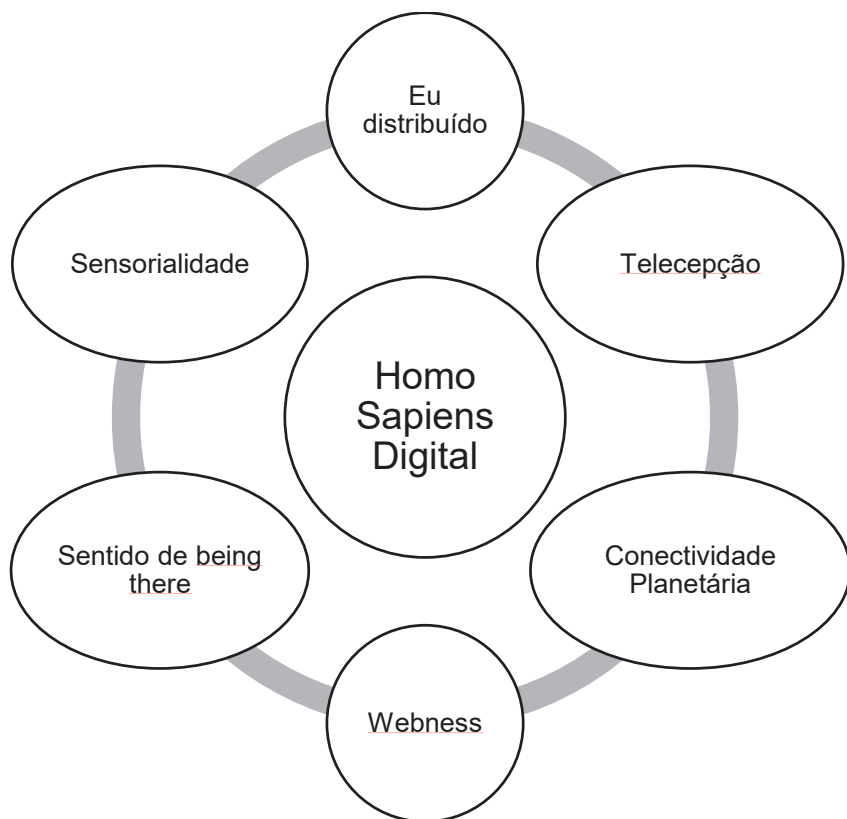 Eu
distribuído
Sensorialidade
Telecepção
Homo
Sapiens
Digital
Sentido de being
there
Conectividade
Planetária
Webness